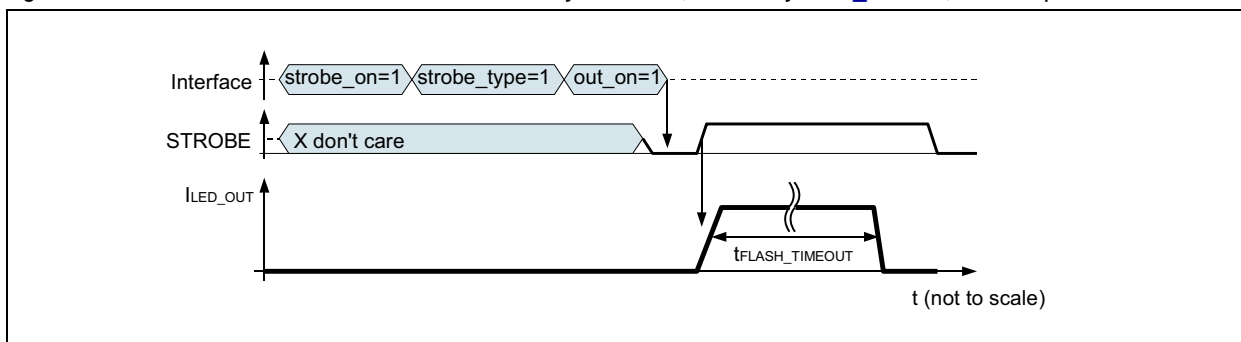 Interface
strobe_on=1
strobe_type=1
out_on=1
STROBE
X don't care
ILED_OUT
tFLASH_TIMEOUT
t (not to scale)